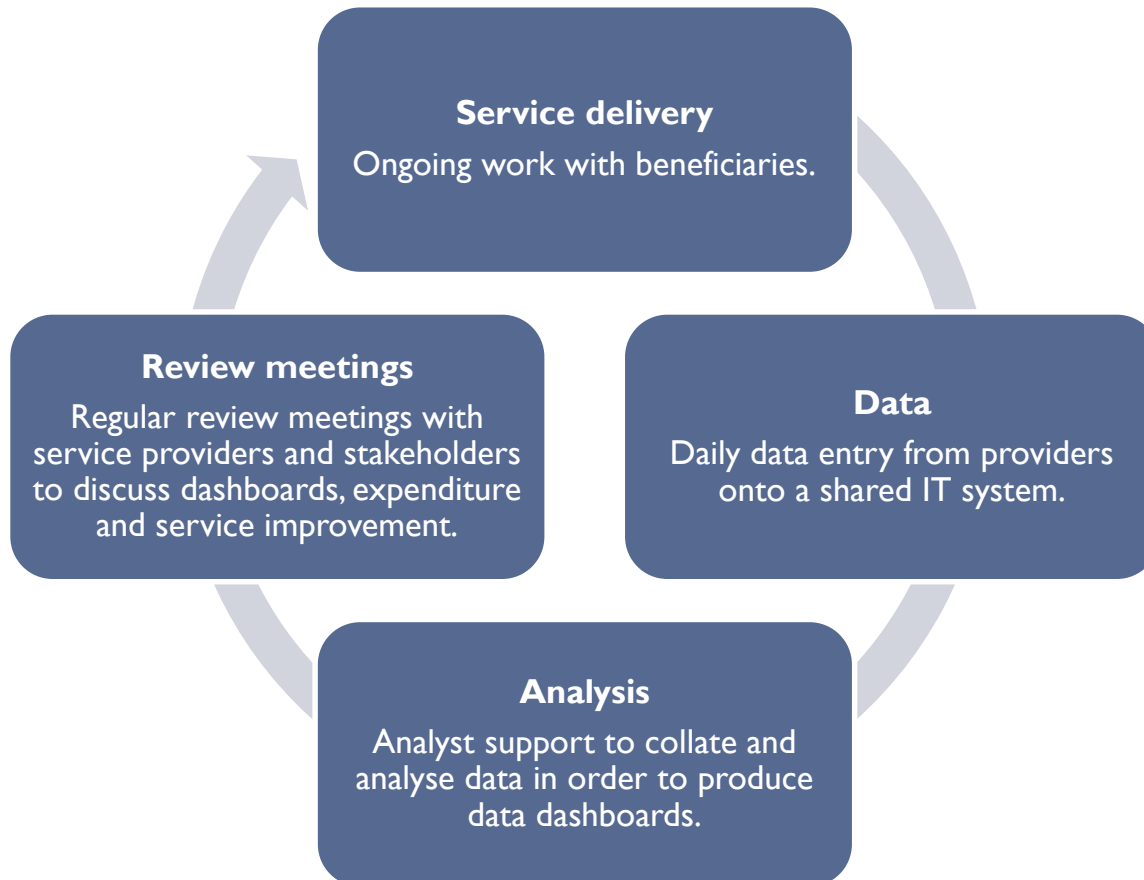 Service delivery
Ongoing work with beneficiaries.
Data
Daily data entry from providers
onto a shared IT system.
Analysis
Analyst support to collate and
analyse data in order to produce
data dashboards.
Review meetings
Regular review meetings with
service providers and stakeholders
to discuss dashboards, expenditure
and service improvement.